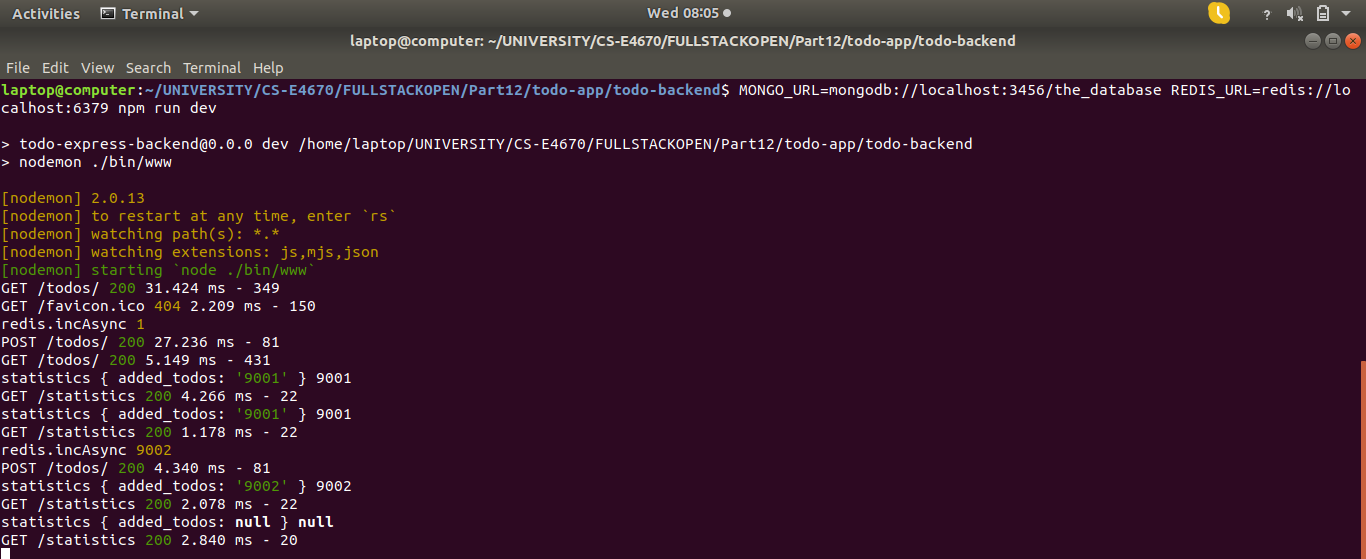 Activities Terminal Wed 08:05 ?
laptop@computer: ~/UNIVERSITY/CS-E4670/FULLSTACKOPEN/Part12/todo-app/todo-backend
File Edit View Search Terminal Help
laptop@computer:~/UNIVERSITY/CS-E4670/FULLSTACKOPEN/Part12/todo-app/todo-backend$ MONGO_URL=mongodb://localhost:3456/the_database REDIS_URL=redis://lo
calhost:6379 npm run dev
> todo-express-backend@0.0.0 dev /home/laptop/UNIVERSITY/CS-E4670/FULLSTACKOPEN/Part12/todo-app/todo-backend
> nodemon ./bin/www
[nodemon] 2.0.13
[nodemon] to restart at any time, enter `rs`
[nodemon] watching path(s): *.*
[nodemon] watching extensions: js,mjs,json
[nodemon] starting `node ./bin/www`
GET /todos/ 200 31.424 ms - 349
GET /favicon.ico 404 2.209 ms - 150
redis.incAsync 1
POST /todos/ 200 27.236 ms - 81
GET /todos/ 200 5.149 ms - 431
statistics { added_todos: '9001' } 9001
GET /statistics 200 4.266 ms - 22
statistics { added_todos: '9001' } 9001
GET /statistics 200 1.178 ms - 22
redis.incAsync 9002
POST /todos/ 200 4.340 ms - 81
statistics { added_todos: '9002' } 9002
GET /statistics 200 2.078 ms - 22
statistics { added_todos: null } null
GET /statistics 200 2.840 ms - 20